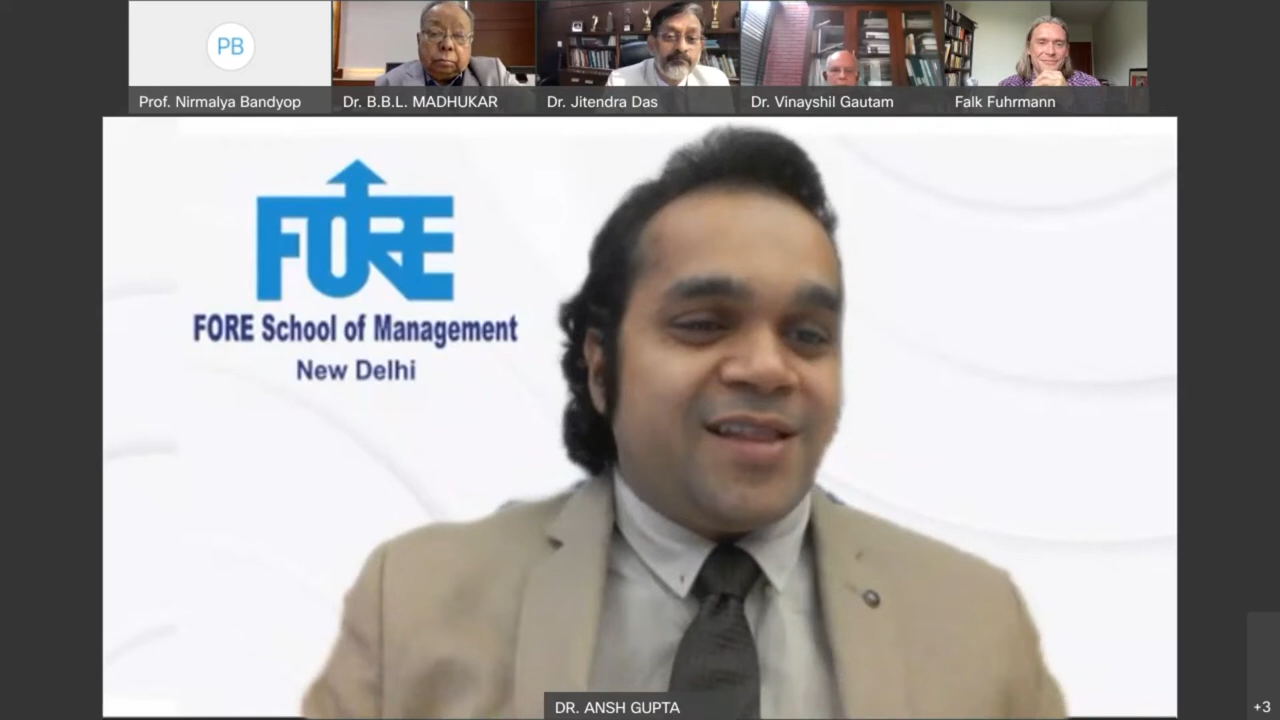 PB
Prof. Nirmalya Bandyop
Dr. B.B.L. MADHUKAR
Dr. Jitendra Das
Dr. Vinayshil Gautam
Falk Fuhrmann
FORE
FORE School of Management
New Delhi
DR. ANSH GUPTA
+3